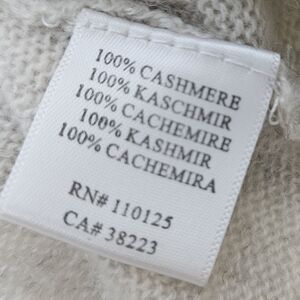 100% CASHMERE
100% KASCHMIR
100% CACHEMIRE
100% KASHMIR
100% CACHEMIRA
RN# 110125
CA# 38223